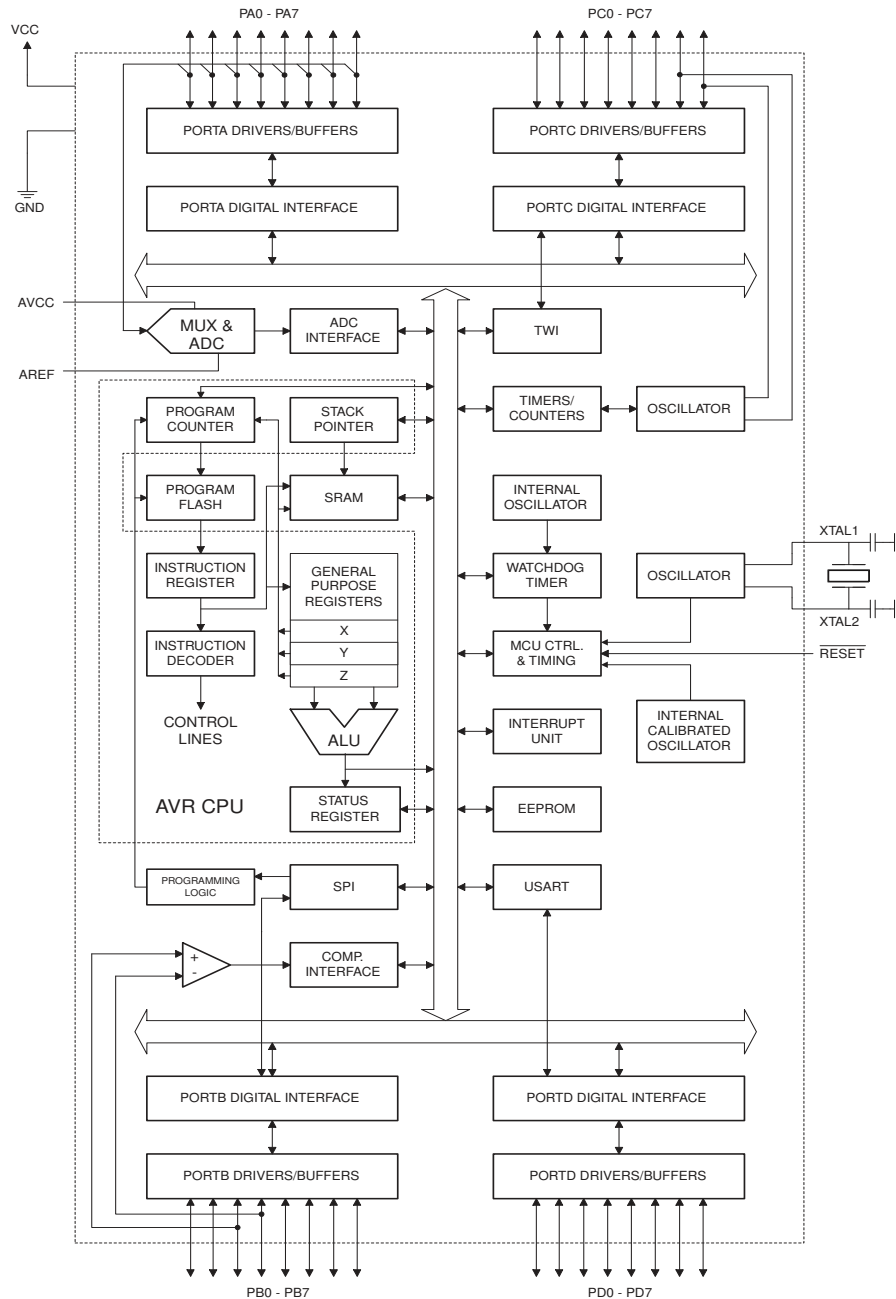 PA0 - PA7
PC0 - PC7
VCC
PORTA DRIVERS/BUFFERS
PORTC DRIVERS/BUFFERS
PORTA DIGITAL INTERFACE
PORTC DIGITAL INTERFACE
GND
AVCC
MUX &
ADC
ADC
INTERFACE
TWI
AREF
PROGRAM
COUNTER
STACK
POINTER
TIMERS/
COUNTERS
OSCILLATOR
PROGRAM
FLASH
SRAM
INTERNAL
OSCILLATOR
XTAL1
INSTRUCTION
REGISTER
GENERAL
PURPOSE
REGISTERS
WATCHDOG
TIMER
OSCILLATOR
XTAL2
X
INSTRUCTION
DECODER
Y
MCU CTRL.
& TIMING
RESET
Z
CONTROL
LINES
ALU
INTERRUPT
UNIT
INTERNAL
CALIBRATED
OSCILLATOR
AVR CPU
STATUS
REGISTER
EEPROM
PROGRAMMING
LOGIC
SPI
USART
+
-
COMP.
INTERFACE
PORTB DIGITAL INTERFACE
PORTD DIGITAL INTERFACE
PORTB DRIVERS/BUFFERS
PORTD DRIVERS/BUFFERS
PB0 - PB7
PD0 - PD7